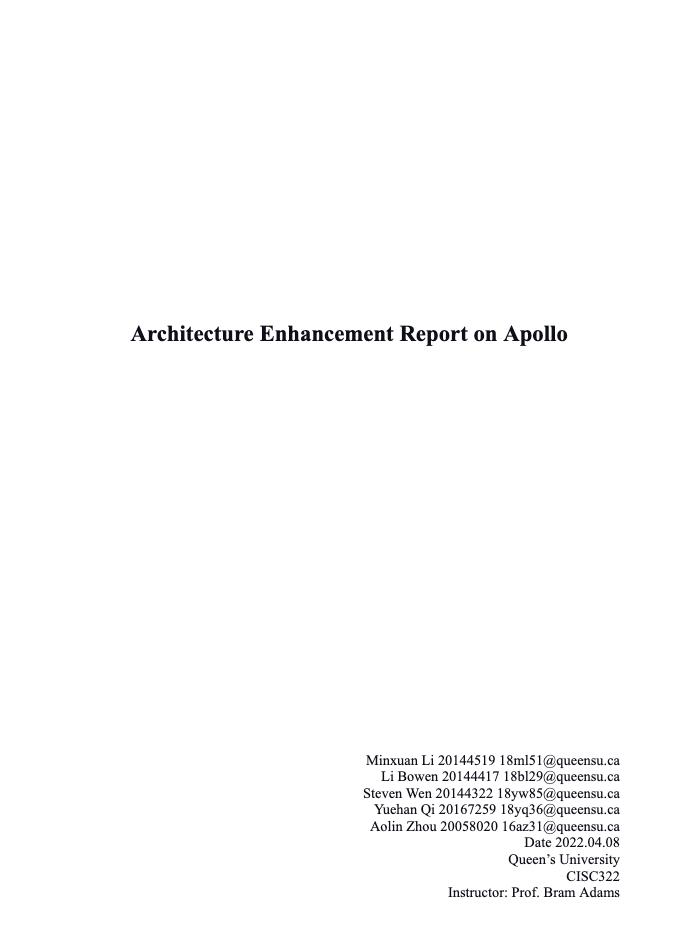 Architecture Enhancement Report on Apollo
Minxuan Li 20144519 18ml51@queensu.ca
Li Bowen 20144417 18bl29@queensu.ca
Steven Wen 20144322 18yw85@queensu.ca
Yuehan Qi 20167259 18yq36@queensu.ca
Aolin Zhou 20058020 16az31@queensu.ca
Date 2022.04.08
Queen’s University
CISC322
Instructor: Prof. Bram Adams